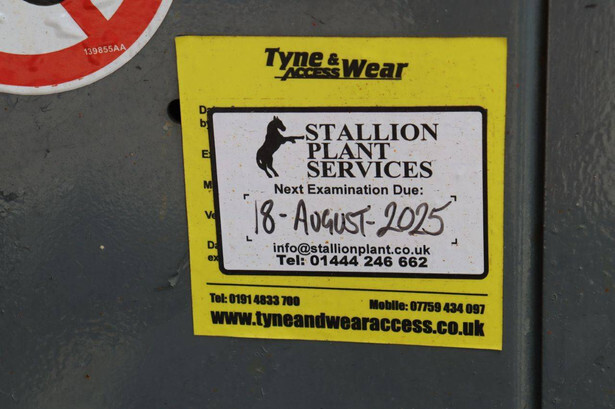 139855AA
Tyne &
ACCESS Wear
STALLION
PLANT
SERVICES
Next Examination Due:
18-AUGUST-2025
info@stallionplant.co.uk
Tel: 01444 246 662
Tel: 0191 4833 700 Mobile: 07759 434 097
www.tyneandwearaccess.co.uk